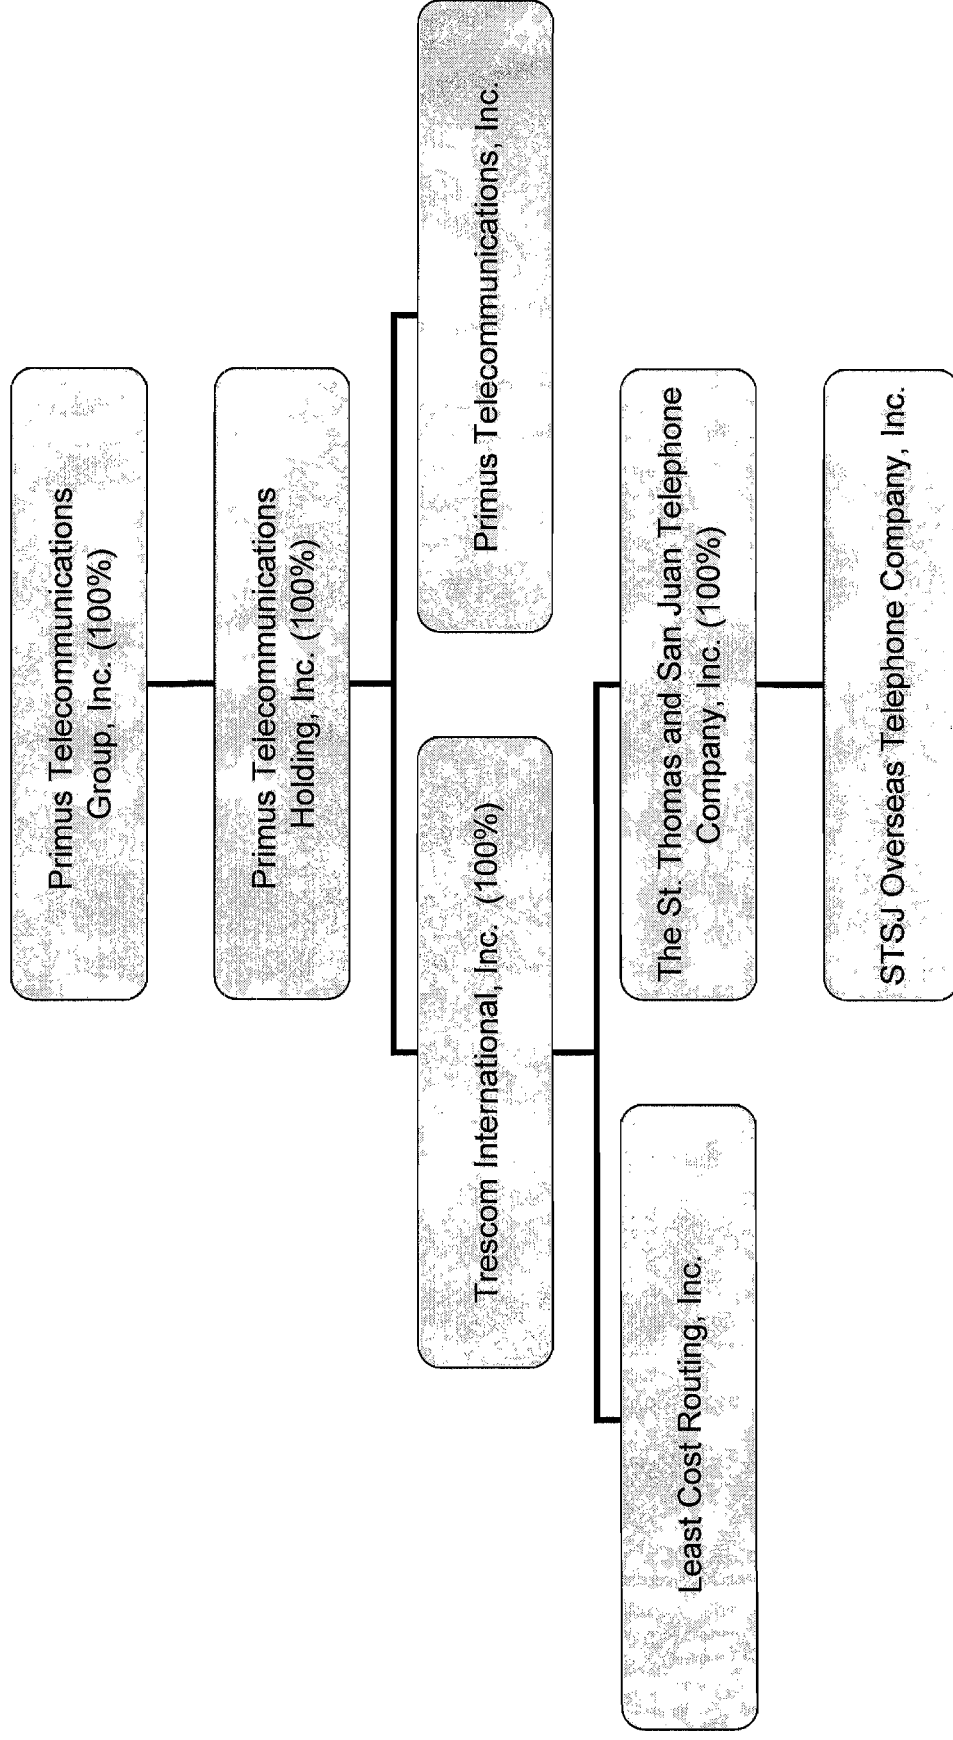 Primus Telecommunications
Group, Inc. (100%)
Primus Telecommunications
Holding, Inc. (100%)
Trescom International, Inc. (100%)
Primus Telecommunications, Inc.
Least Cost Routing, Inc.
The St. Thomas and San Juan Telephone
Company, Inc. (100%)
STSJ Overseas Telephone Company, Inc.